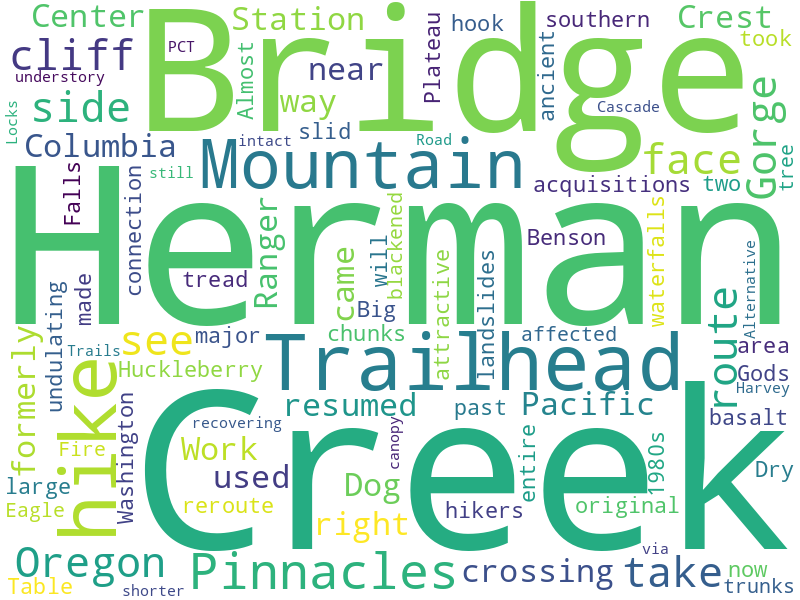 Center
Bridge
Station
hook
southern
Crest
took
PCT
cliff
understory
near
Almost
Plateau
ancient
Cascade
side
way
slid
Locks
Columbia
Mountain
intact
Road
face
Gorge
tree
still
acquisitions
two
Falls
connection
Herman
Ranger
blackened
Benson
waterfalls
tread
came
will
attractive
landslides
Alternative
undulating
made
Big
formerly
see
major
chunks
affected
route
area
Trails
Huckleberry
Trailhead
Gods
Harvey
hike
resumed
past
Pacific
basalt
recovering
Washington
Creek
Fire
Work
canopy
entire
1980s
large
used
Dog
Dry
Eagle
reroute
right
hikers
original
Oregon
Pinnacles
crossing
via
take
now
Table
shorter
trunks